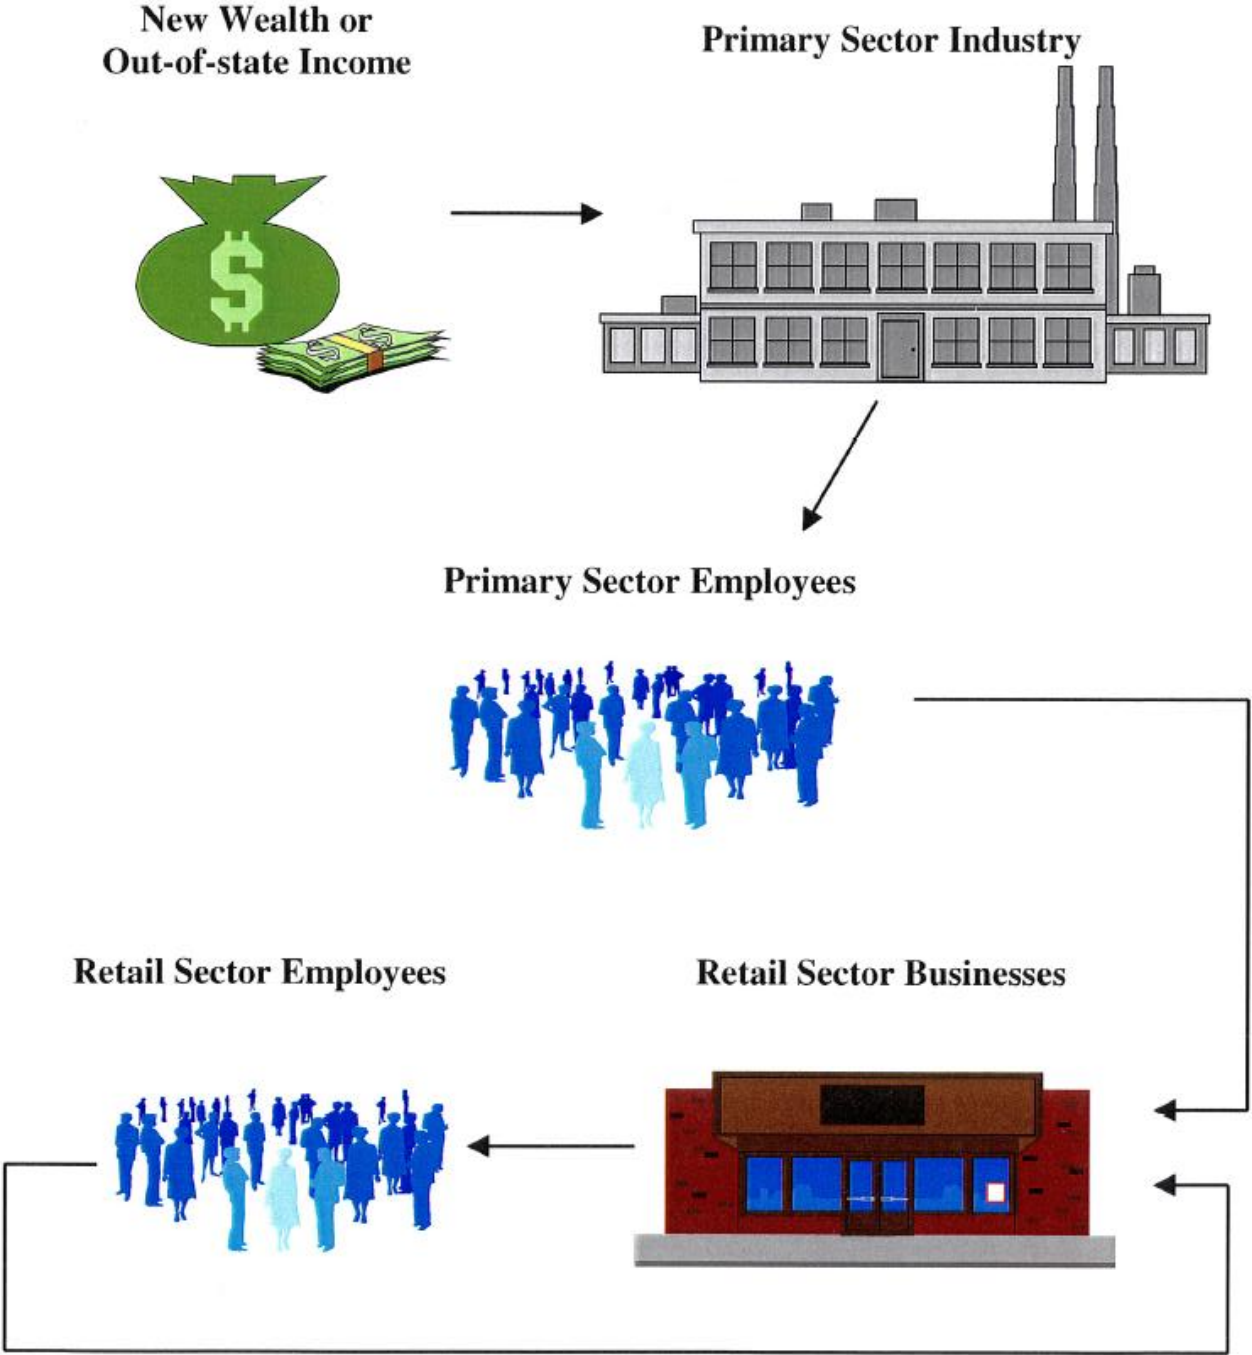 New Wealth or
Out-of-state Income
Primary Sector Industry
$
$ $
Primary Sector Employees
Retail Sector Employees
Retail Sector Businesses